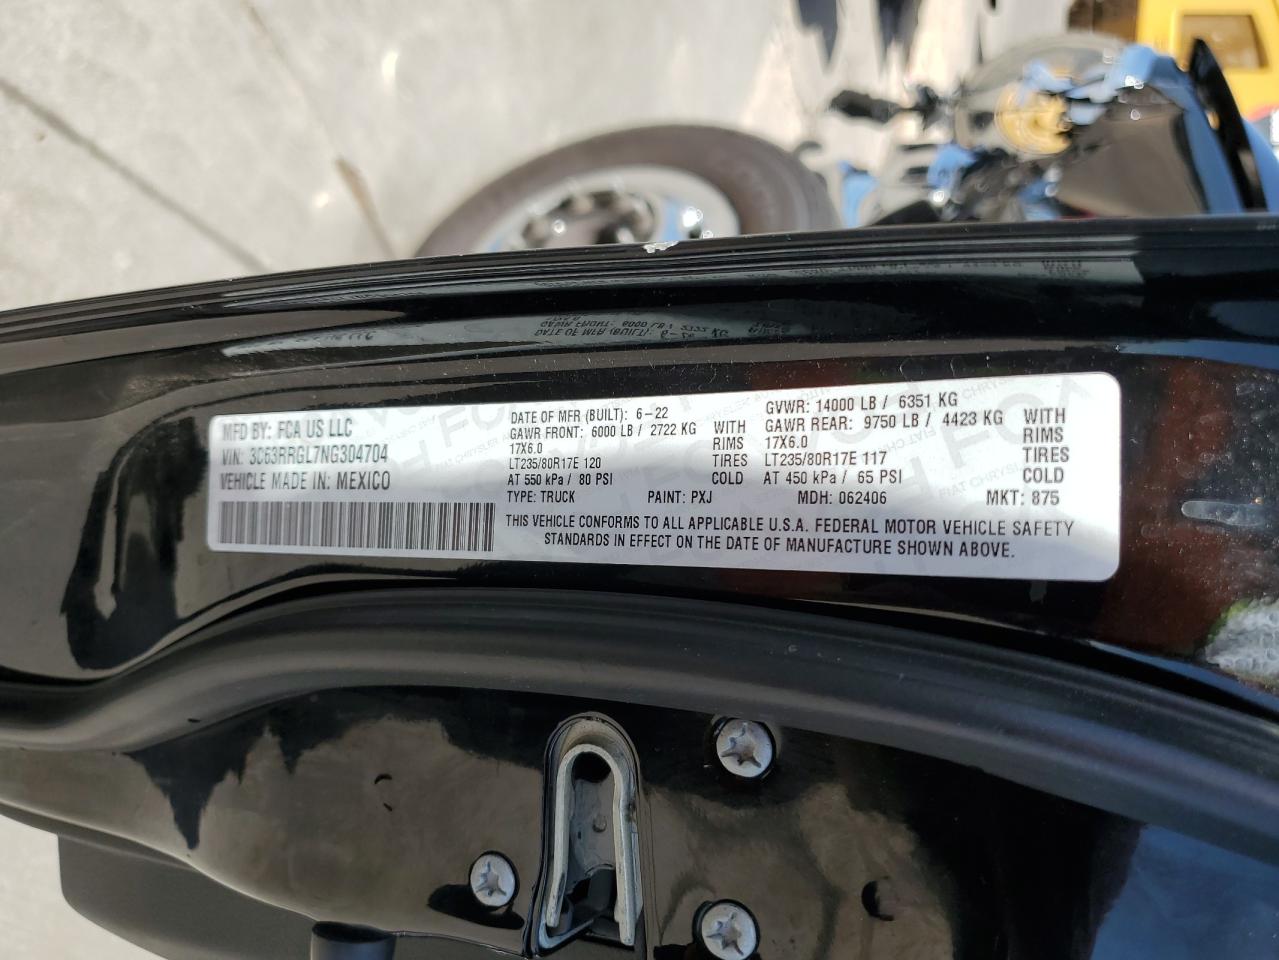 MFD BY: FCA US LLC
VIN: 3C63RRGL7NG304704
VEHICLE MADE IN: MEXICO
DATE OF MFR (BUILT): 6-22
GAWR FRONT: 6000 LB / 2722 KG WITH
17X6.0 RIMS
LT235/80R17E 120 TIRES
AT 550 kPa / 80 PSI COLD
GVWR: 14000 LB / 6351 KG
GAWR REAR: 9750 LB / 4423 KG WITH
17X6.0 RIMS
LT235/80R17E 117 TIRES
AT 450 kPa / 65 PSI COLD
TYPE: TRUCK PAINT: PXJ MDH: 062406 MKT: 875
THIS VEHICLE CONFORMS TO ALL APPLICABLE U.S.A. FEDERAL MOTOR VEHICLE SAFETY
STANDARDS IN EFFECT ON THE DATE OF MANUFACTURE SHOWN ABOVE.